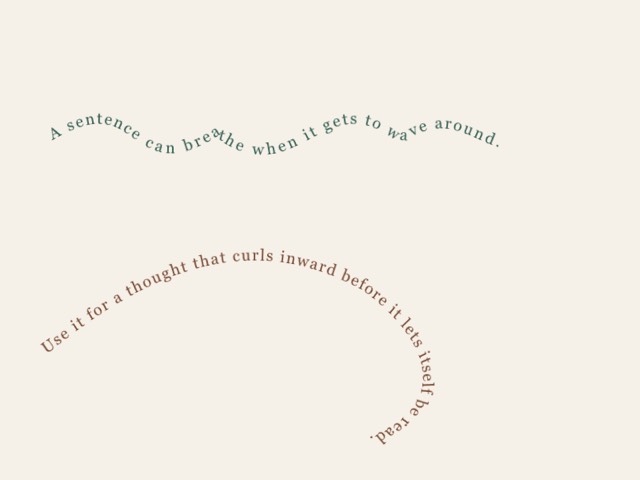 A sentence can breathe when it gets to wave around.
Use it for a thought that curls inward before it lets itself be read.